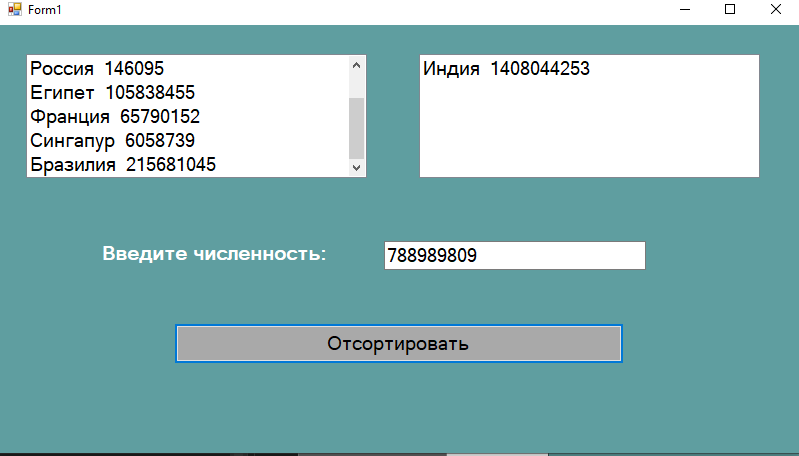 Form1
Россия 146095
Египет 105838455
Франция 65790152
Сингапур 6058739
Бразилия 215681045
Индия 1408044253
Введите численность:
788989809
Отсортировать